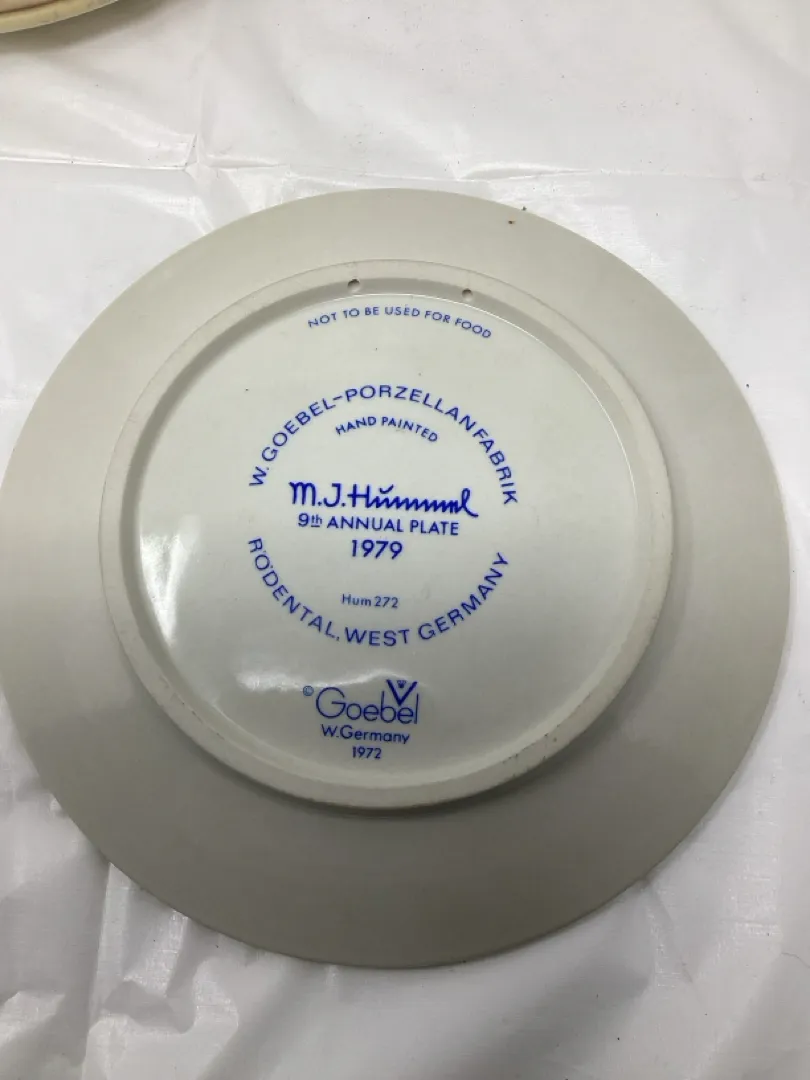 NOT TO BE USED FOR FOOD
W. GOEBEL-PORZELLANFABRIK
HAND PAINTED
M.J.Hummel
9th ANNUAL PLATE
1979
Hum 272
RÖDENTAL, WEST GERMANY
© Goebel
W.Germany
1972